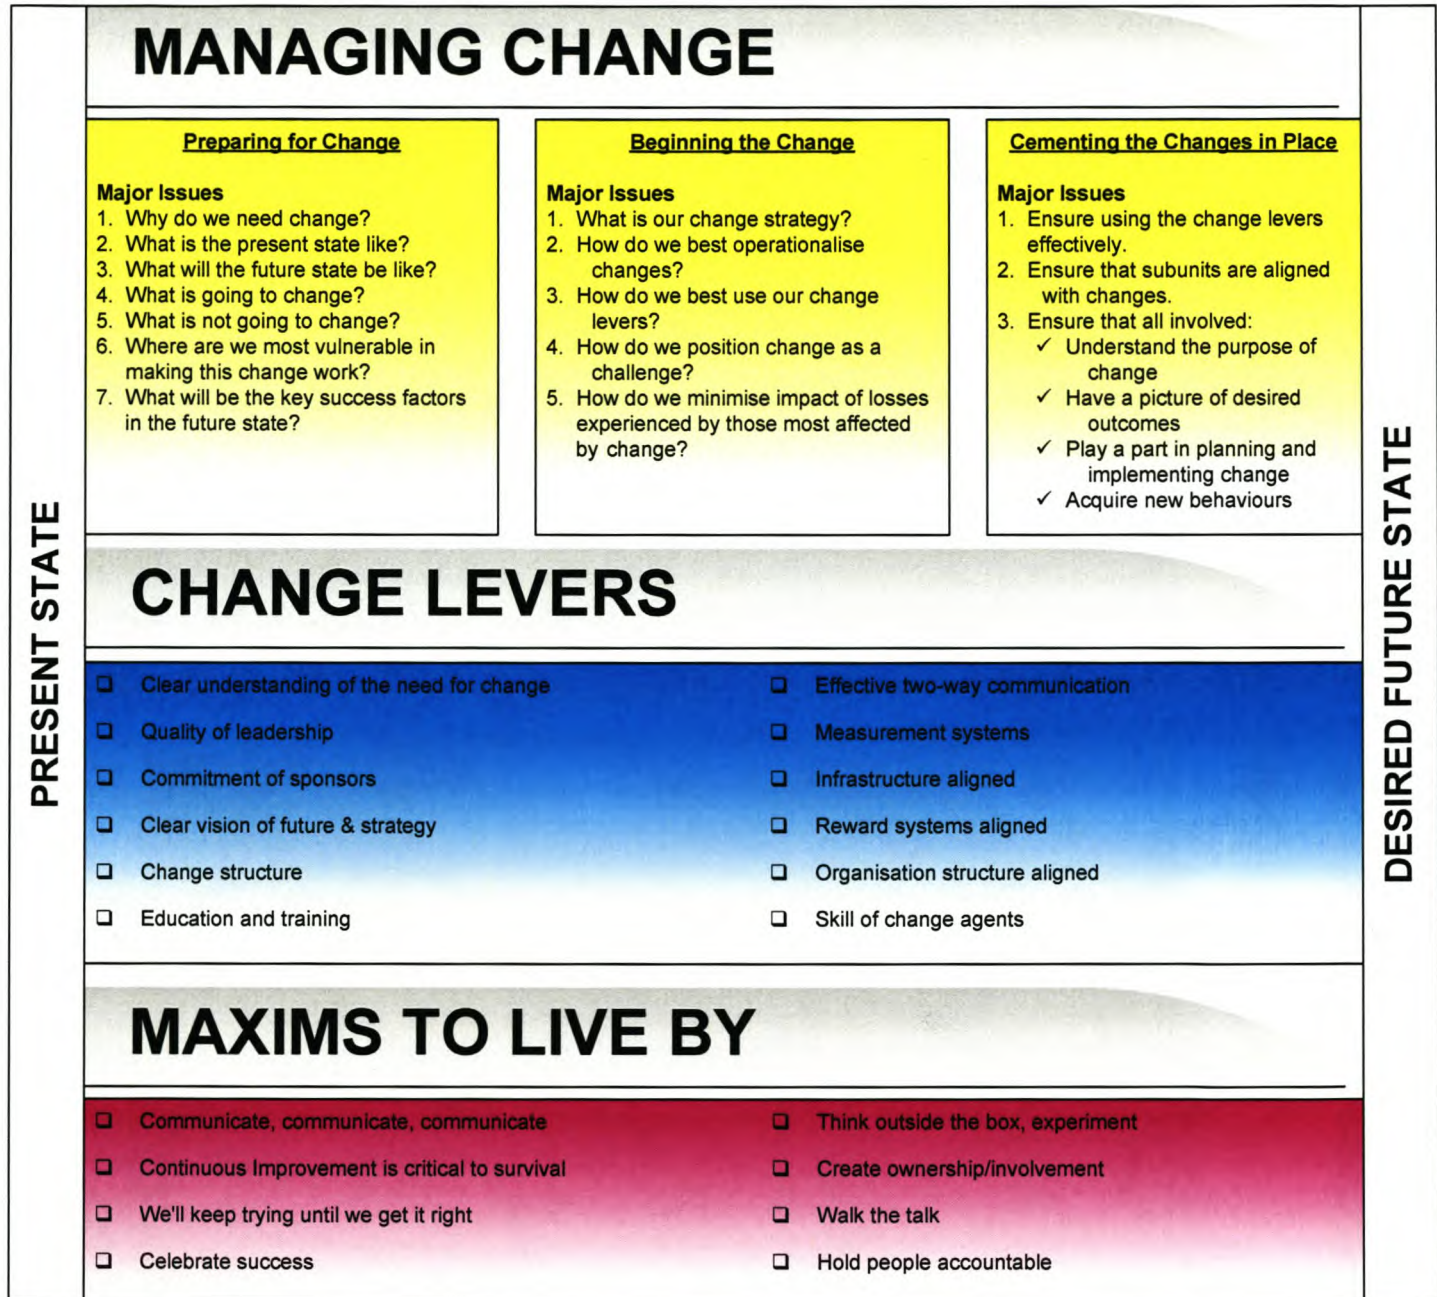 MANAGING CHANGE
Preparing for Change
Major Issues
1. Why do we need change?
2. What is the present state like?
3. What will the future state be like?
4. What is going to change?
5. What is not going to change?
6. Where are we most vulnerable in
making this change work?
7. What will be the key success factors
in the future state?
Beginning the Change
Major Issues
1. What is our change strategy?
2. How do we best operationalise
changes?
3. How do we best use our change
levers?
4. How do we position change as a
challenge?
5. How do we minimise impact of losses
experienced by those most affected
by change?
Cementing the Changes in Place
Major Issues
1. Ensure using the change levers
effectively.
2. Ensure that subunits are aligned
with changes.
3. Ensure that all involved:
✓ Understand the purpose of
change
✓ Have a picture of desired
outcomes
✓ Play a part in planning and
implementing change
✓ Acquire new behaviours
PRESENT STATE
DESIRED FUTURE STATE
CHANGE LEVERS
❑ Clear understanding of the need for change
❑ Quality of leadership
❑ Commitment of sponsors
❑ Clear vision of future & strategy
❑ Change structure
❑ Education and training
❑ Effective two-way communication
❑ Measurement systems
❑ Infrastructure aligned
❑ Reward systems aligned
❑ Organisation structure aligned
❑ Skill of change agents
MAXIMS TO LIVE BY
❑ Communicate, communicate, communicate
❑ Continuous Improvement is critical to survival
❑ We'll keep trying until we get it right
❑ Celebrate success
❑ Think outside the box, experiment
❑ Create ownership/involvement
❑ Walk the talk
❑ Hold people accountable